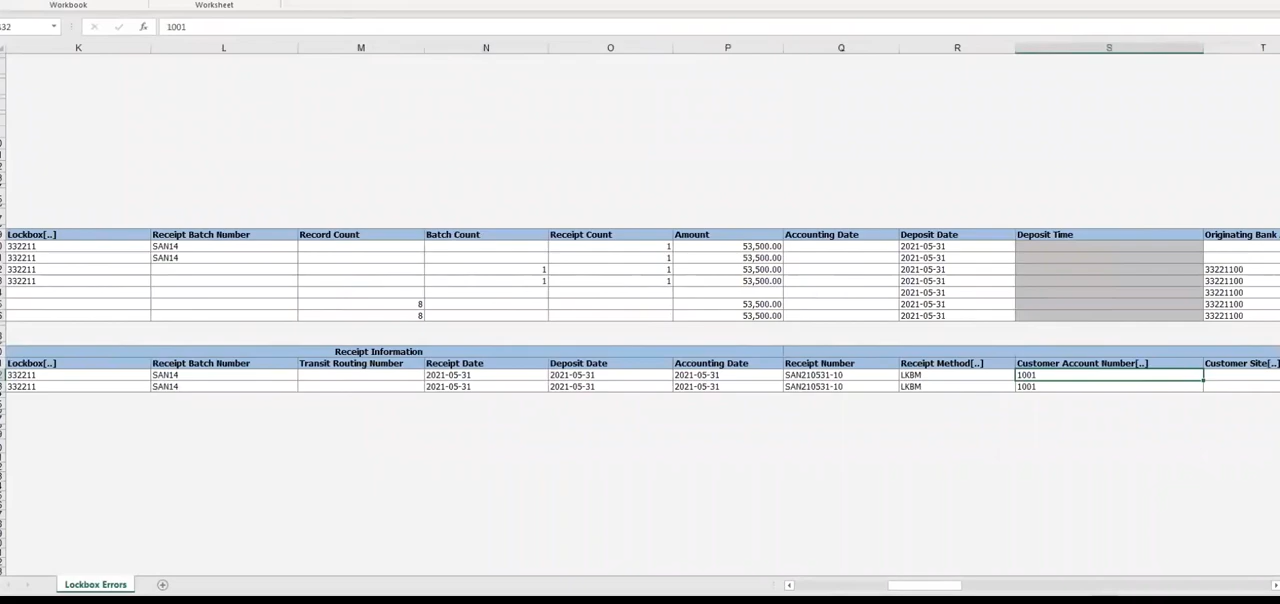 Workbook Worksheet
32 fx 1001
K L M N O P Q R S T
Lockbox[..] Receipt Batch Number Record Count Batch Count Receipt Count Amount Accounting Date Deposit Date Deposit Time Originating Bank
332211 SAN14 1 53,500.00 2021-05-31
332211 SAN14 1 53,500.00 2021-05-31
332211 1 1 53,500.00 2021-05-31 33221100
332211 1 1 53,500.00 2021-05-31 33221100
2021-05-31 33221100
8 53,500.00 2021-05-31 33221100
8 53,500.00 2021-05-31 33221100
Receipt Information
Lockbox[..] Receipt Batch Number Transit Routing Number Receipt Date Deposit Date Accounting Date Receipt Number Receipt Method[..] Customer Account Number[..] Customer Site[..]
332211 SAN14 2021-05-31 2021-05-31 2021-05-31 SAN210531-10 LKBM 1001
332211 SAN14 2021-05-31 2021-05-31 2021-05-31 SAN210531-10 LKBM 1001
Lockbox Errors